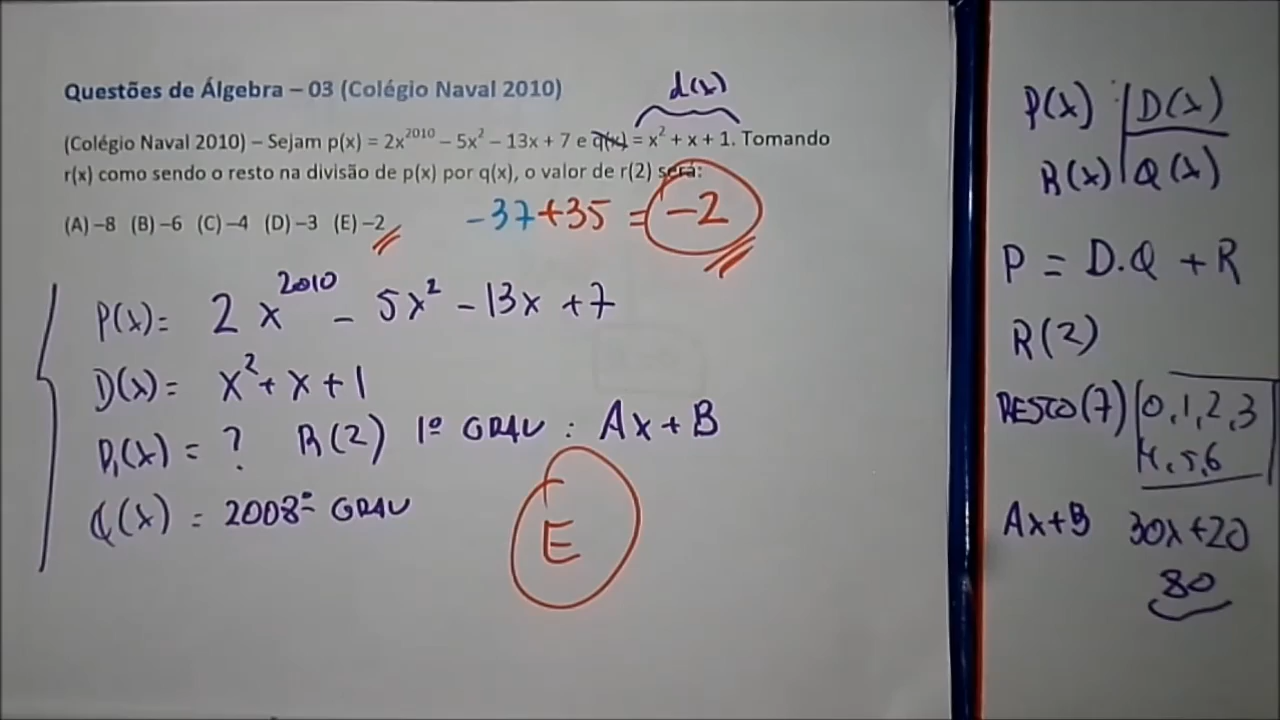 Questões de Álgebra – 03 (Colégio Naval 2010)
d(x)
(Colégio Naval 2010) – Sejam p(x) = 2x²⁰¹⁰ – 5x² – 13x + 7 e q(x) = x² + x + 1. Tomando
r(x) como sendo o resto na divisão de p(x) por q(x), o valor de r(2) será:
(A) –8 (B) –6 (C) –4 (D) –3 (E) –2
-37+35 = -2
P(x)= 2x²⁰¹⁰ - 5x² - 13x + 7
D(x)= x² + x + 1
R(x) = ? R(2) 1º GRAU : Ax + B
Q(x) = 2008º GRAU
E
P(x) D(x)
R(x) Q(x)
P = D.Q + R
R(2)
RESTO(7) 0,1,2,3
4,5,6
Ax+B 30x+20
80